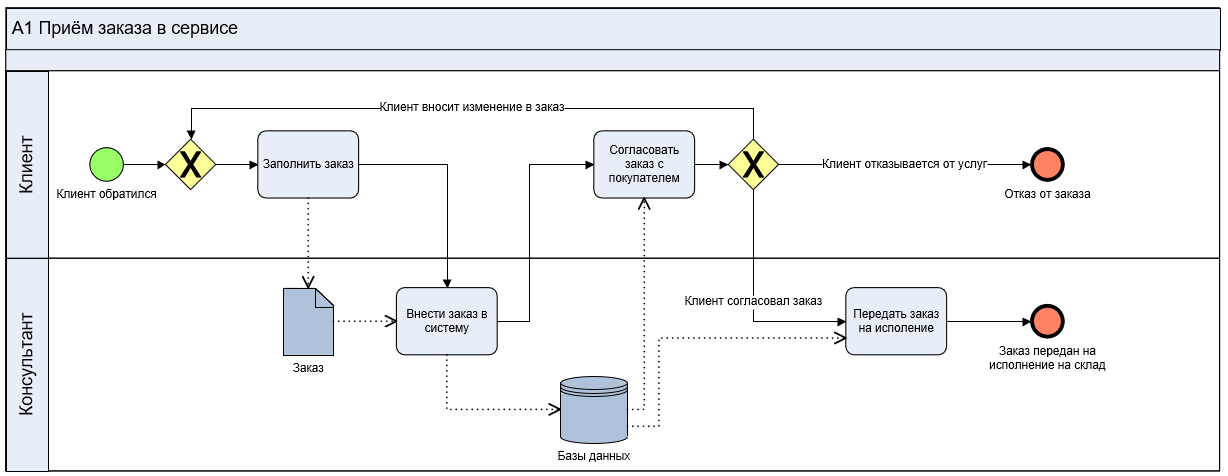 A1 Приём заказа в сервисе
Клиент
Клиент вносит изменение в заказ
Клиент обратился
X
Заполнить заказ
Согласовать
заказ с
покупателем
X
Клиент отказывается от услуг
Отказ от заказа
Консультант
Заказ
Внести заказ в
систему
Базы данных
Клиент согласовал заказ
Передать заказ
на исполение
Заказ передан на
исполнение на склад